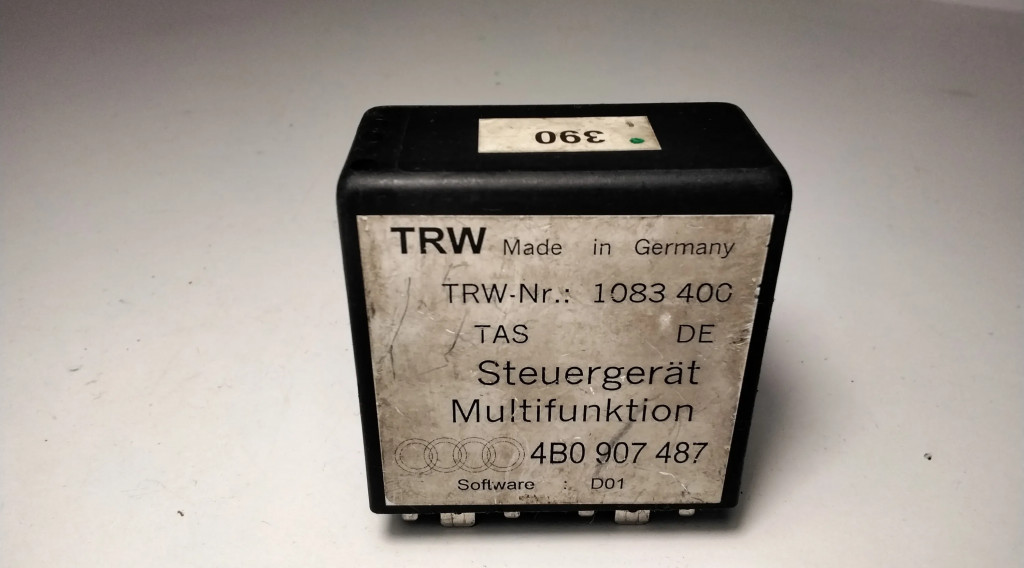 390
TRW Made in Germany
TRW-Nr.: 1083 400
TAS DE
Steuergerät
Multifunktion
4B0 907 487
Software : D01